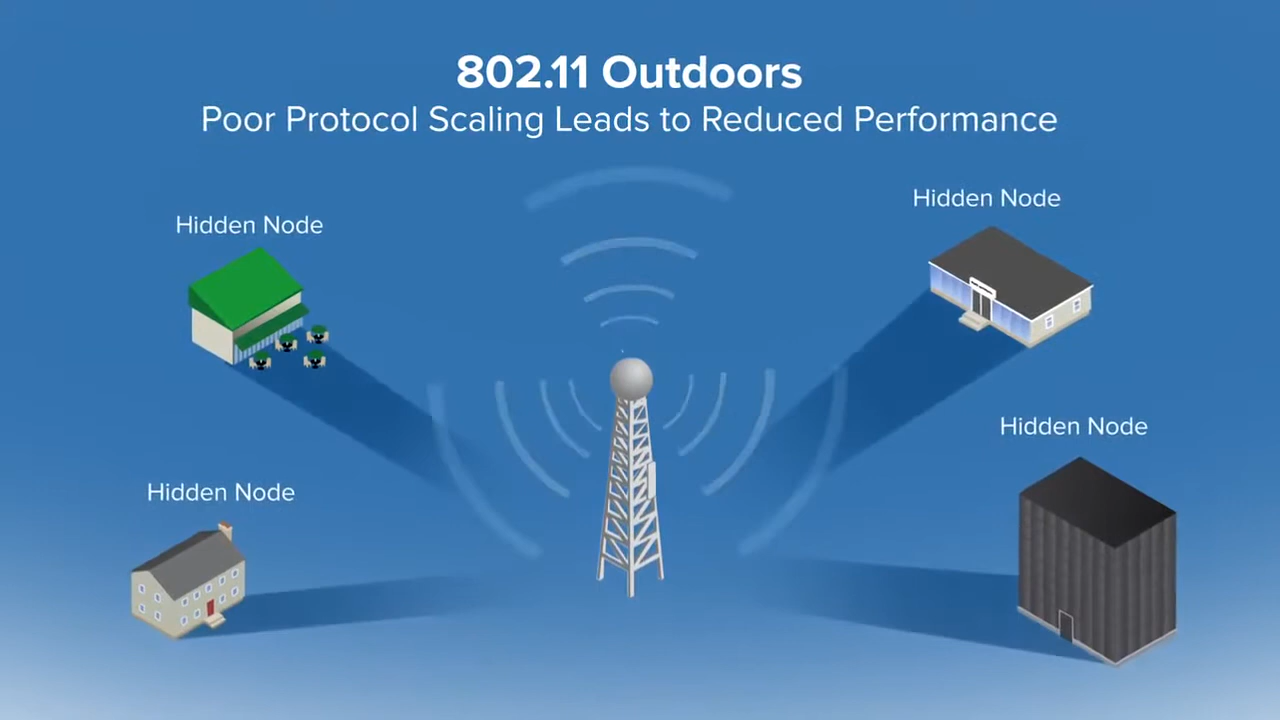 802.11 Outdoors
Poor Protocol Scaling Leads to Reduced Performance
Hidden Node
Hidden Node
Hidden Node
Hidden Node